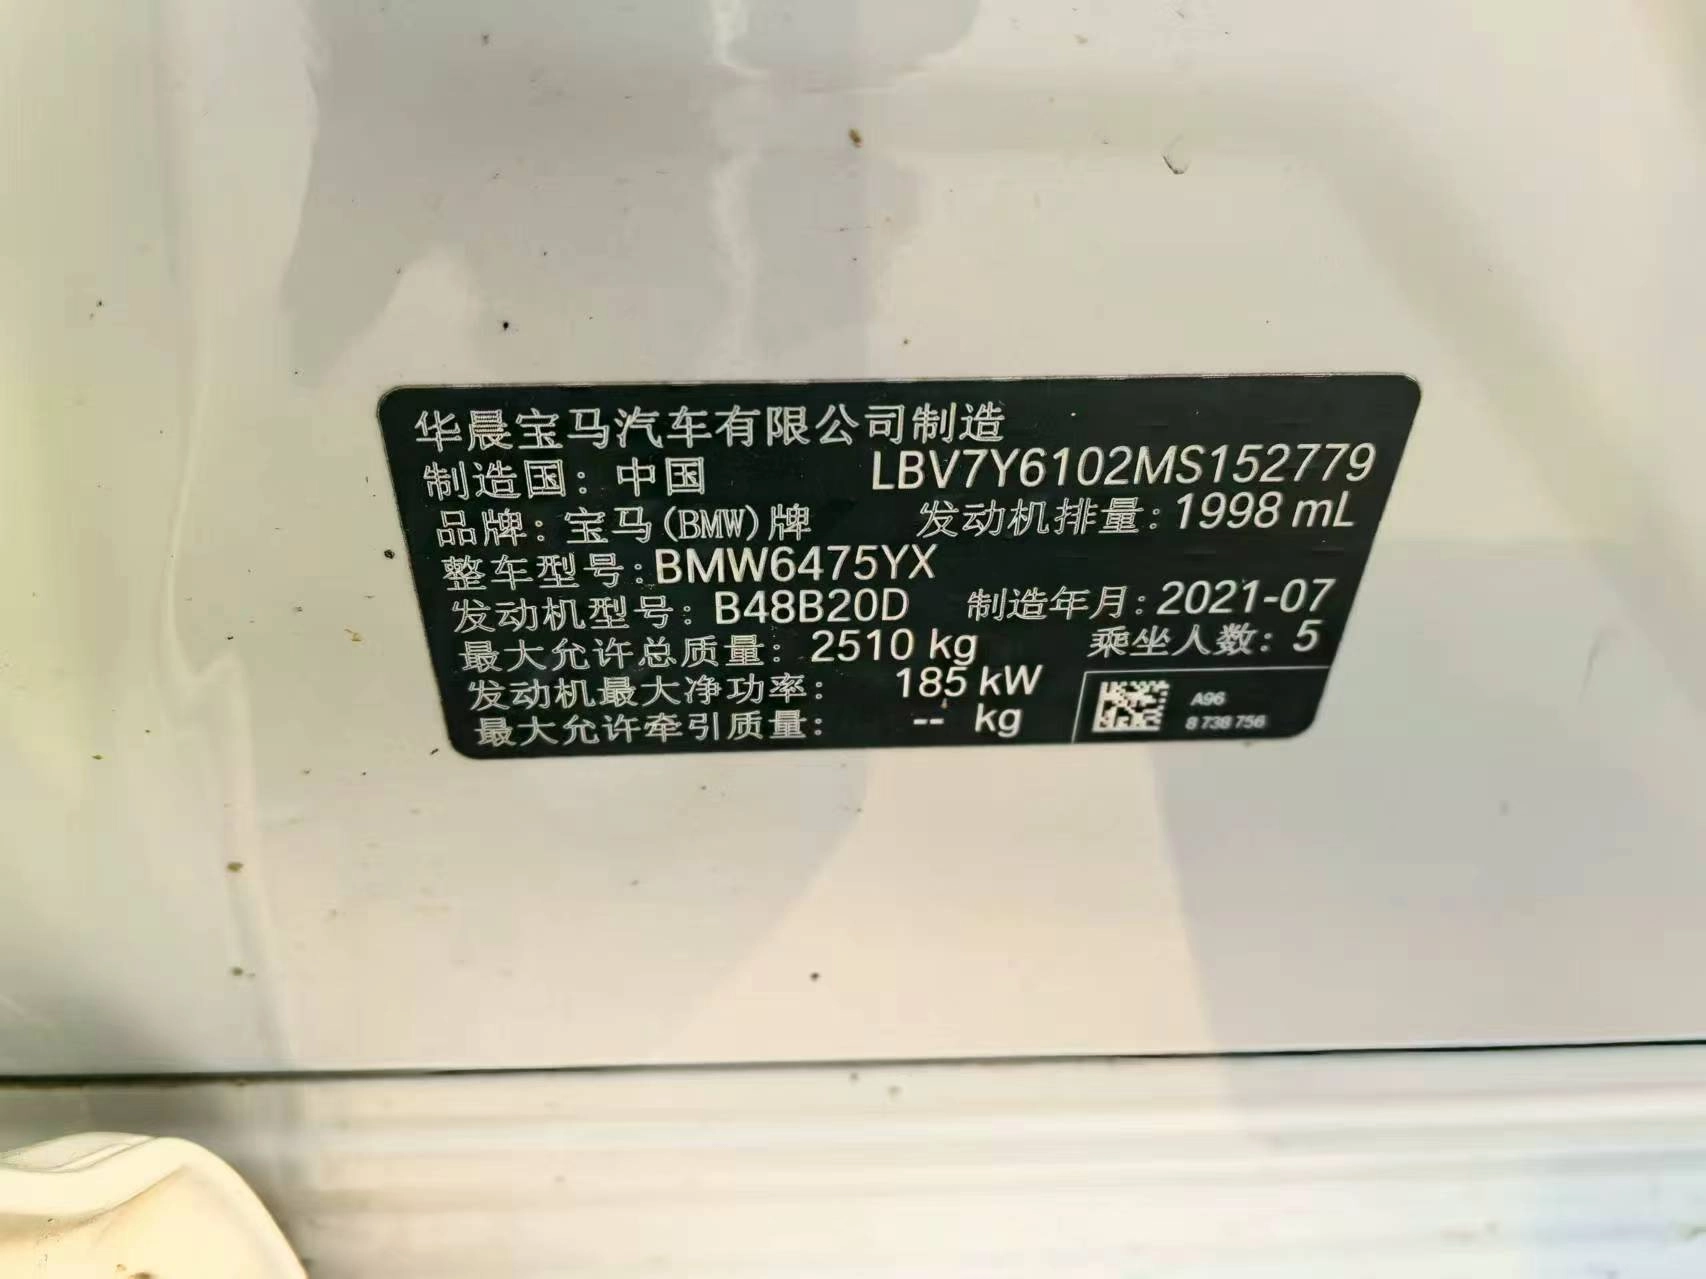 华晨宝马汽车有限公司制造
制造国：中国 LBV7Y6102MS152779
品牌：宝马(BMW)牌 发动机排量：1998 mL
整车型号：BMW6475YX
发动机型号：B48B20D 制造年月：2021-07
最大允许总质量：2510 kg 乘坐人数：5
发动机最大净功率：185 kW
最大允许牵引质量：-- kg
A96
8 738 756